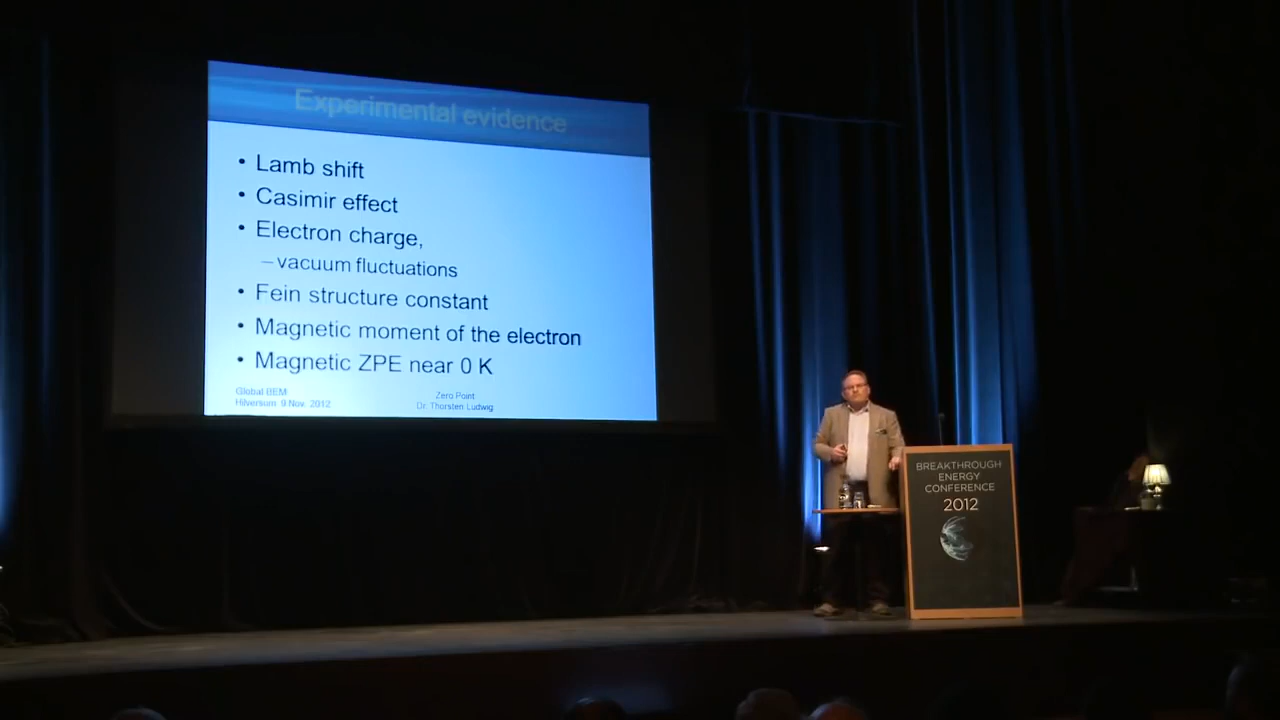 Experimental evidence
• Lamb shift
• Casimir effect
• Electron charge,
– vacuum fluctuations
• Fein structure constant
• Magnetic moment of the electron
• Magnetic ZPE near 0 K
Global BEM
Hilversum 9 Nov. 2012
Zero Point
Dr. Thorsten Ludwig
BREAKTHROUGH
ENERGY
CONFERENCE
2012